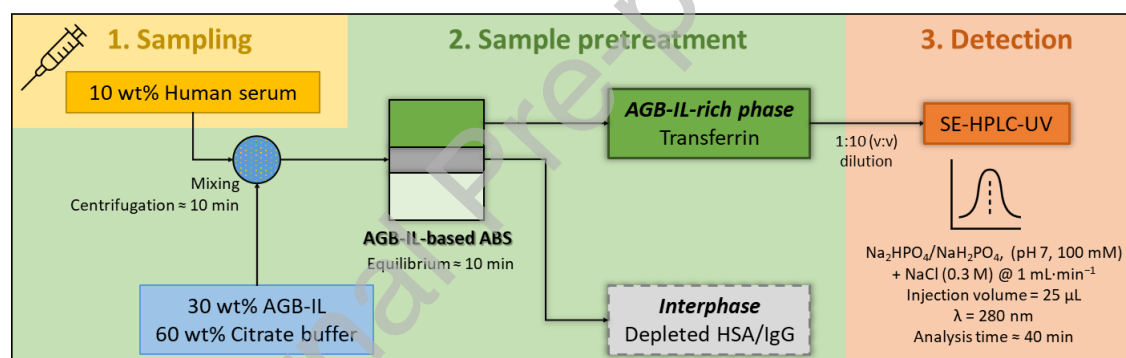 1. Sampling
10 wt% Human serum
Mixing
Centrifugation ≈ 10 min
30 wt% AGB-IL
60 wt% Citrate buffer
2. Sample pretreatment
AGB-IL-based ABS
Equilibrium ≈ 10 min
AGB-IL-rich phase
Transferrin
Interphase
Depleted HSA/IgG
1:10 (v:v)
dilution
3. Detection
SE-HPLC-UV
Na₂HPO₄/NaH₂PO₄, (pH 7, 100 mM)
+ NaCl (0.3 M) @ 1 mL·min⁻¹
Injection volume = 25 µL
λ = 280 nm
Analysis time ≈ 40 min